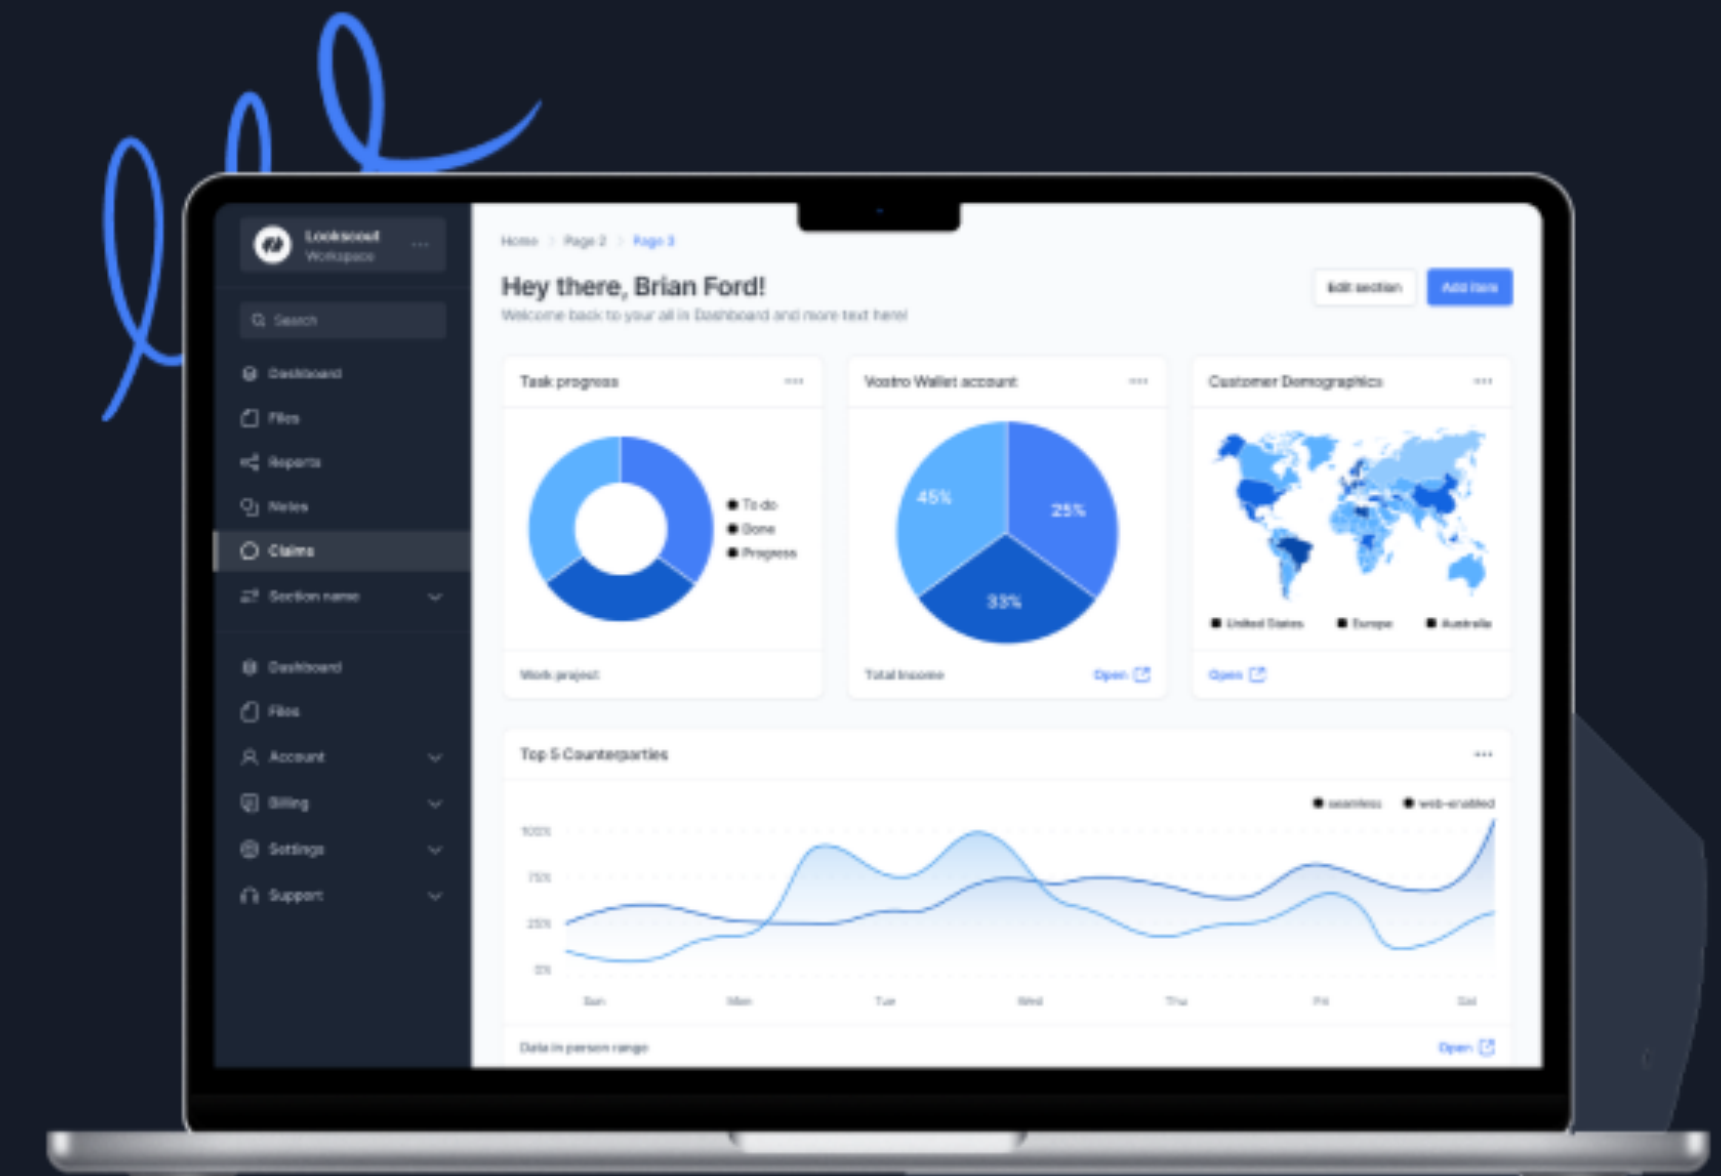 Lookscout
Workspace
Search
Dashboard
Files
Reports
Notes
Claims
Section name
Dashboard
Files
Account
Billing
Settings
Support
Home > Page 2 > Page 3
Hey there, Brian Ford!
Welcome back to your all in Dashboard and more text here!
Edit section
Add item
Task progress
To do
Done
Progress
Work project
Vostro Wallet account
45%
25%
33%
Total Income
Open
Customer Demographics
United States
Europe
Australia
Open
Top 5 Counterparties
seamless
web-enabled
100%
75%
25%
0%
Sun Mon Tue Wed Thu Fri Sat
Data in person range
Open